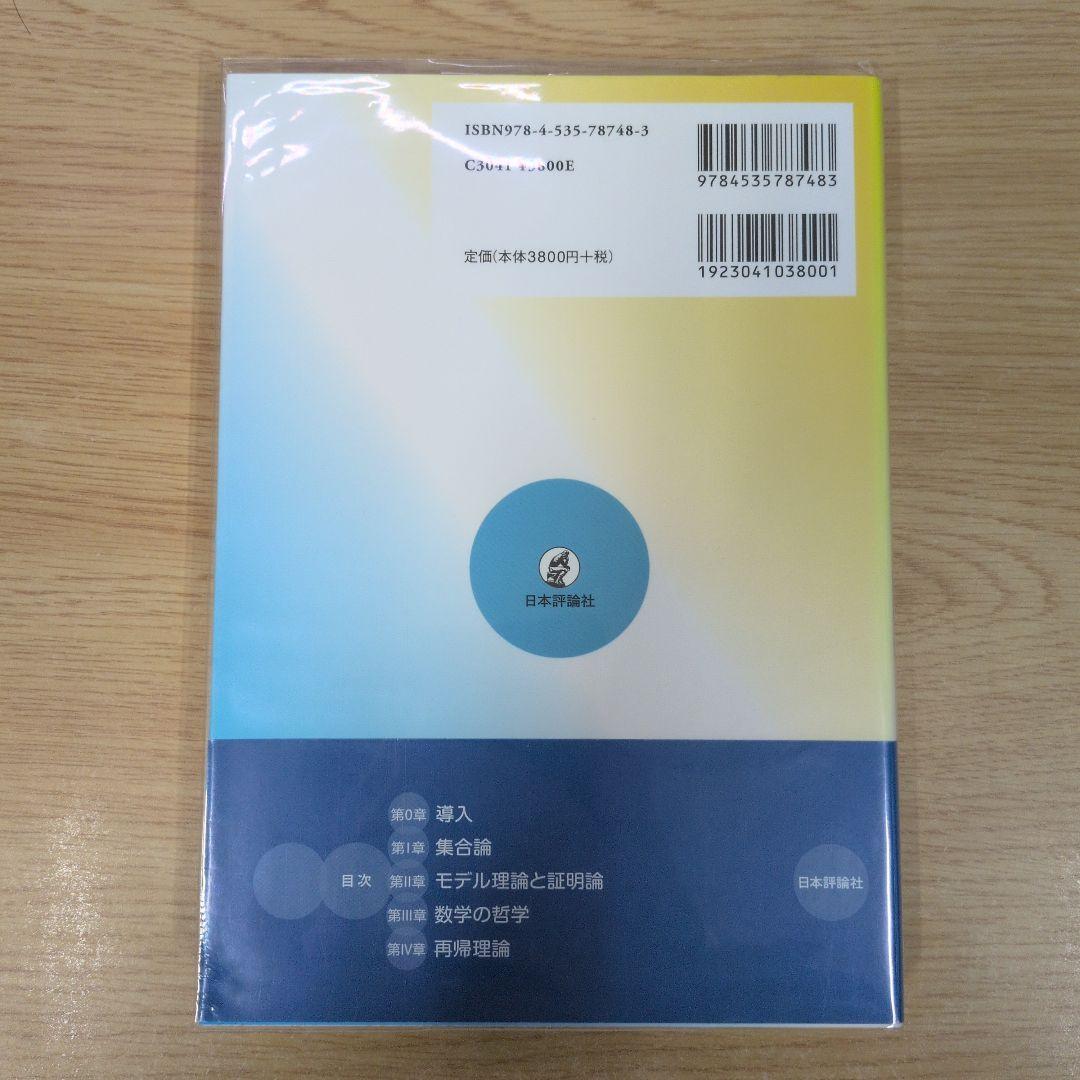 ISBN978-4-535-78748-3
C3041 ¥3800E
定価(本体3800円+税)
9784535787483
1923041038001
日本評論社
目次
第0章 導入
第I章 集合論
第II章 モデル理論と証明論
第III章 数学の哲学
第IV章 再帰理論
日本評論社